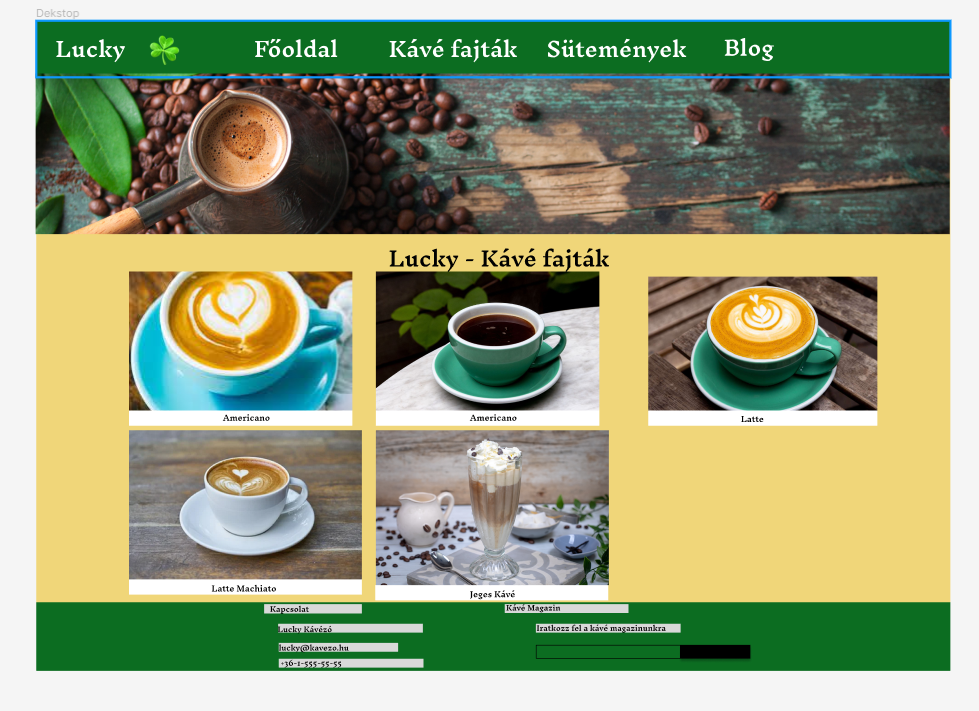 Dekstop
Lucky Főoldal Kávé fajták Sütemények Blog
Lucky - Kávé fajták
Americano Americano Latte
Latte Machiato Jeges Kávé
Kapcsolat Kávé Magazin
Lucky Kávézó Iratkozz fel a kávé magazinunkra
lucky@kavezo.hu
+36-1-555-55-55